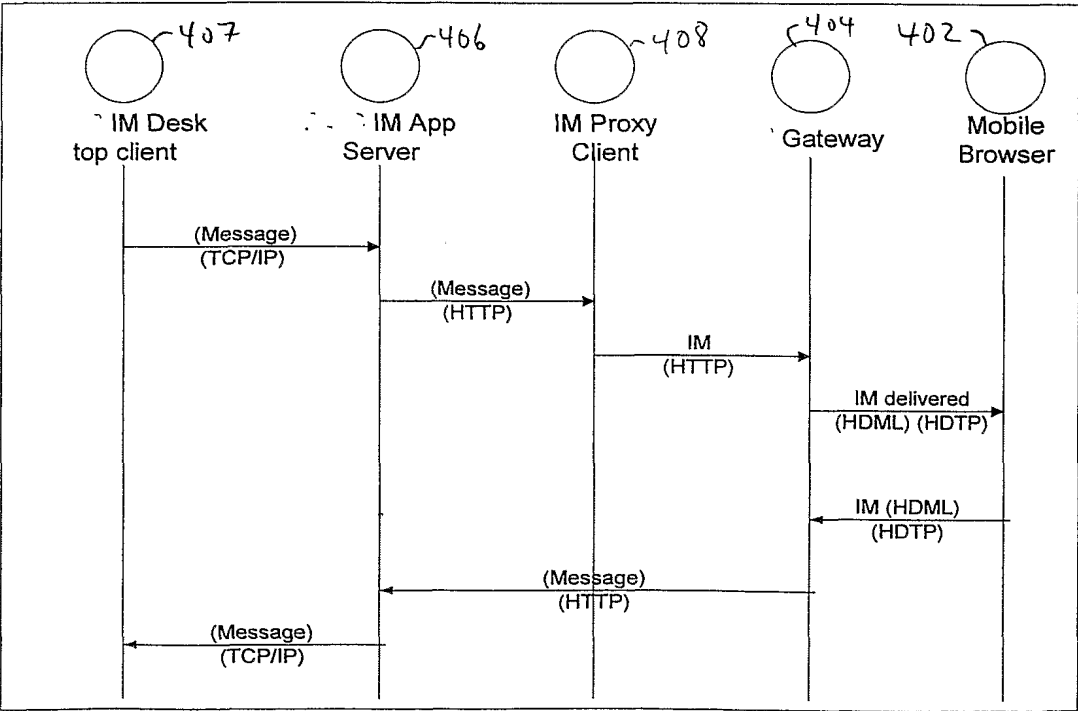 407
406
408
404
402
IM Desk
top client
IM App
Server
IM Proxy
Client
Gateway
Mobile
Browser
(Message)
(TCP/IP)
(Message)
(HTTP)
IM
(HTTP)
IM delivered
(HDML) (HDTP)
IM (HDML)
(HDTP)
(Message)
(HTTP)
(Message)
(TCP/IP)